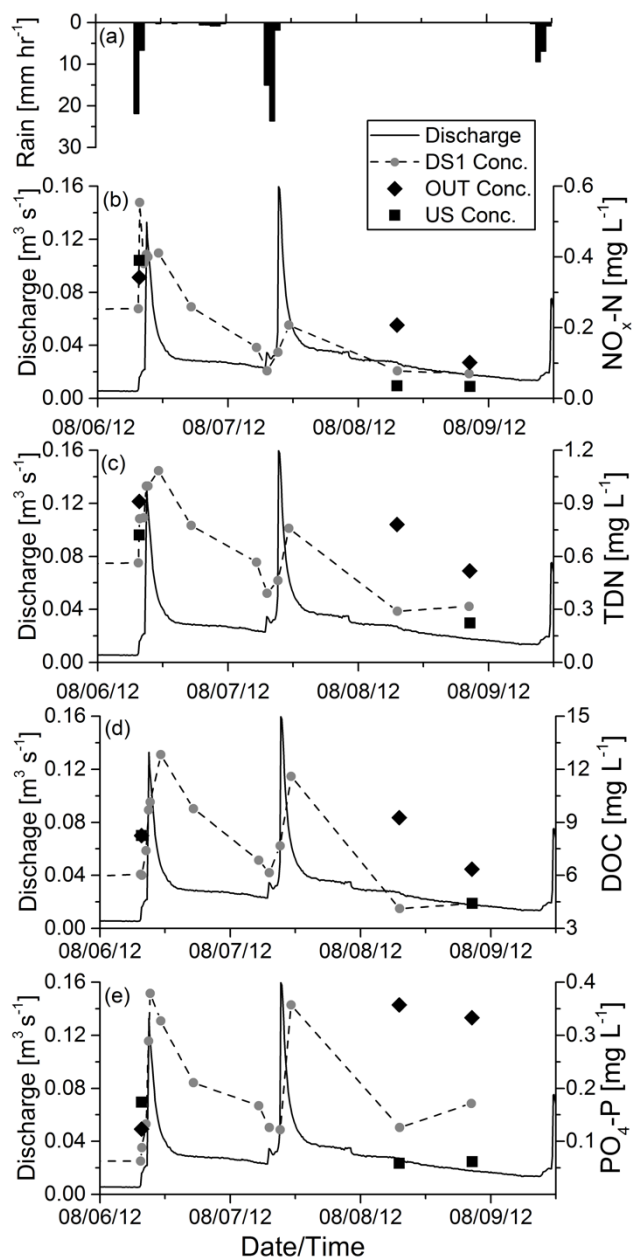 (a)
Rain [mm hr⁻¹]
0
10
20
30
Discharge
DS1 Conc.
OUT Conc.
US Conc.
(b)
Discharge [m³ s⁻¹]
0.16
0.12
0.08
0.04
0.00
0.6
0.4
0.2
0.0
NOₓ-N [mg L⁻¹]
08/06/12 08/07/12 08/08/12 08/09/12
(c)
Discharge [m³ s⁻¹]
0.16
0.12
0.08
0.04
0.00
1.2
0.9
0.6
0.3
0.0
TDN [mg L⁻¹]
08/06/12 08/07/12 08/08/12 08/09/12
(d)
Dischage [m³ s⁻¹]
0.16
0.12
0.08
0.04
0.00
15
12
9
6
3
DOC [mg L⁻¹]
08/06/12 08/07/12 08/08/12 08/09/12
(e)
Discharge [m³ s⁻¹]
0.16
0.12
0.08
0.04
0.00
0.4
0.3
0.2
0.1
PO₄-P [mg L⁻¹]
08/06/12 08/07/12 08/08/12 08/09/12
Date/Time